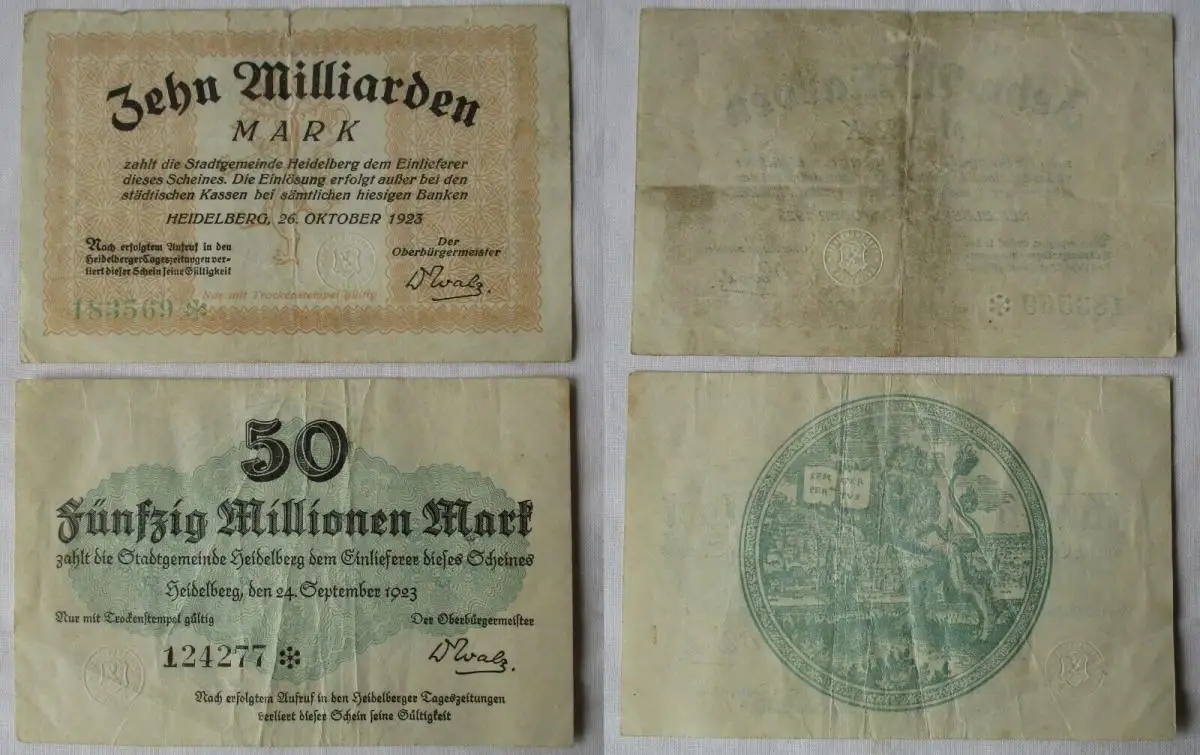 Zehn Milliarden
MARK
zahlt die Stadtgemeinde Heidelberg dem Einlieferer
dieses Scheines. Die Einlösung erfolgt außer bei den
städtischen Kassen bei sämtlichen hiesigen Banken
HEIDELBERG, 26. OKTOBER 1923
Nach erfolgtem Aufruf in den
Heidelberger Tageszeitungen ver-
liert dieser Schein seine Gültigkeit
Der
Oberbürgermeister
D Walz.
Nur mit Trockenstempel gültig
183569 *
50
Fünfzig Millionen Mark
zahlt die Stadtgemeinde Heidelberg dem Einlieferer dieses Scheines
Heidelberg, den 24. September 1923
Nur mit Trockenstempel gültig
Der Oberbürgermeister
124277 *
D Walz.
Nach erfolgtem Aufruf in den Heidelberger Tageszeitungen
verliert dieser Schein seine Gültigkeit